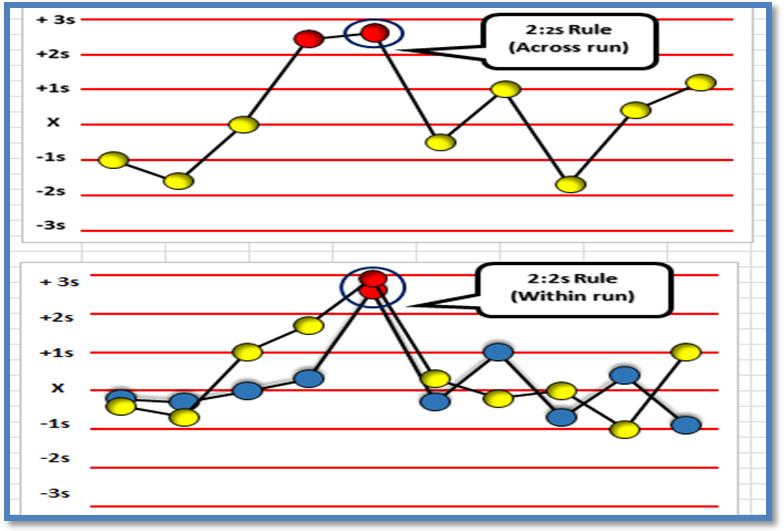 + 3s
2:2s Rule
(Across run)
+2s
+1s
X
-1s
-2s
-3s
2:2s Rule
(Within run)
+ 3s
+2s
+1s
X
-1s
-2s
-3s